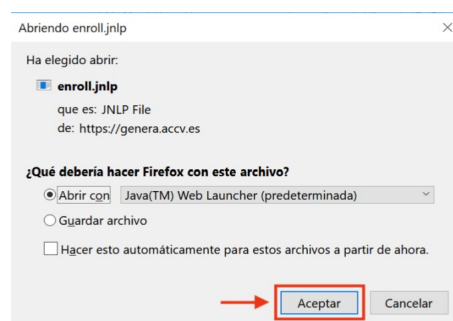 Abriendo enroll.jnlp
Ha elegido abrir:
enroll.jnlp
que es: JNLP File
de: https://genera.accv.es
¿Qué debería hacer Firefox con este archivo?
Abrir con Java(TM) Web Launcher (predeterminada)
Guardar archivo
Hacer esto automáticamente para estos archivos a partir de ahora.
Aceptar Cancelar